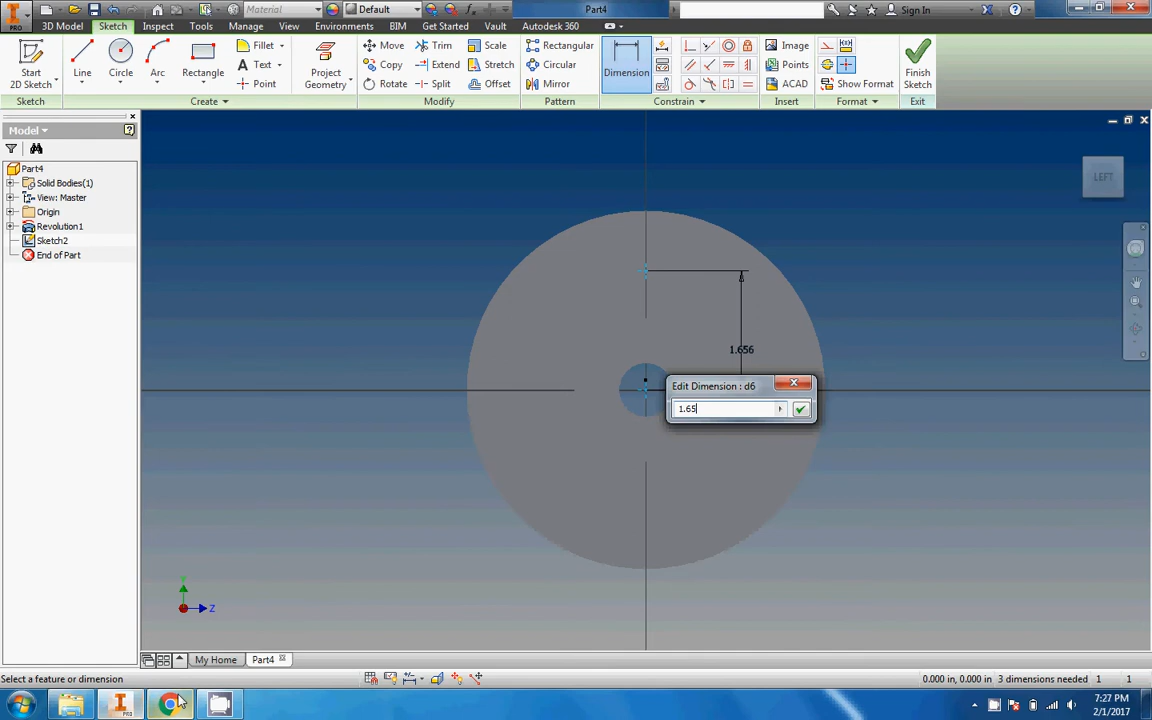 PRO
Material
Default
Part4
Sign In
3D Model
Sketch
Inspect
Tools
Manage
View
Environments
Get Started
Vault
Autodesk 360
Start
2D Sketch
Line
Circle
Arc
Rectangle
Fillet
Text
Point
Project
Geometry
Move
Copy
Rotate
Trim
Extend
Split
Scale
Stretch
Offset
Rectangular
Circular
Mirror
Dimension
Image
Points
ACAD
Show Format
Finish
Sketch
Sketch
Create
Modify
Pattern
Constrain
Insert
Format
Exit
Model
Part4
Solid Bodies(1)
View: Master
Origin
Revolution1
Sketch2
End of Part
LEFT
1.656
Edit Dimension : d6
1.65
Y
Z
My Home
Part4
Select a feature or dimension
0.000 in, 0.000 in
3 dimensions needed
1
1
PRO
7:27 PM
2/1/2017